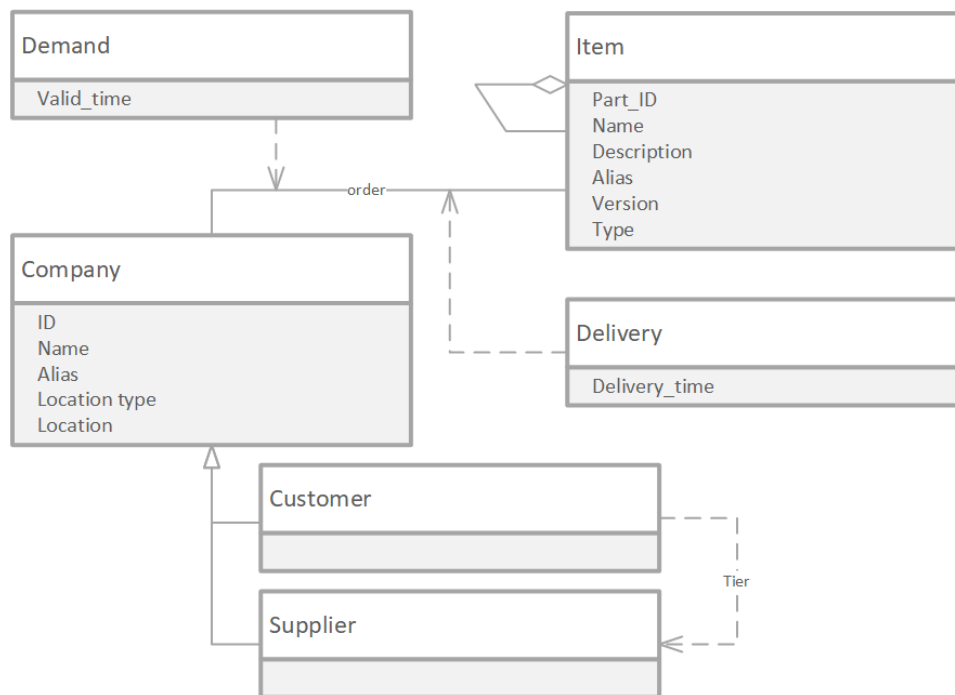 Demand
Valid_time
Item
Part_ID
Name
Description
Alias
Version
Type
order
Company
ID
Name
Alias
Location type
Location
Delivery
Delivery_time
Customer
Tier
Supplier